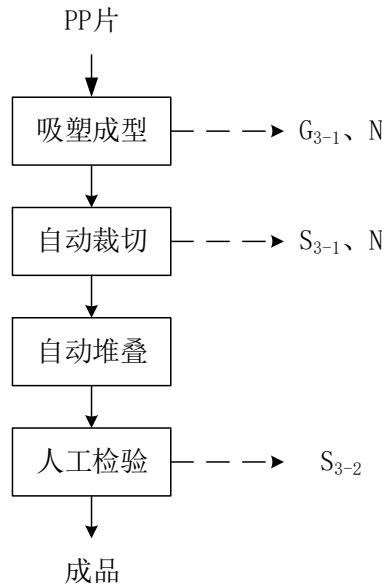 PP片
吸塑成型
G3-1、N
自动裁切
S3-1、N
自动堆叠
人工检验
S3-2
成品